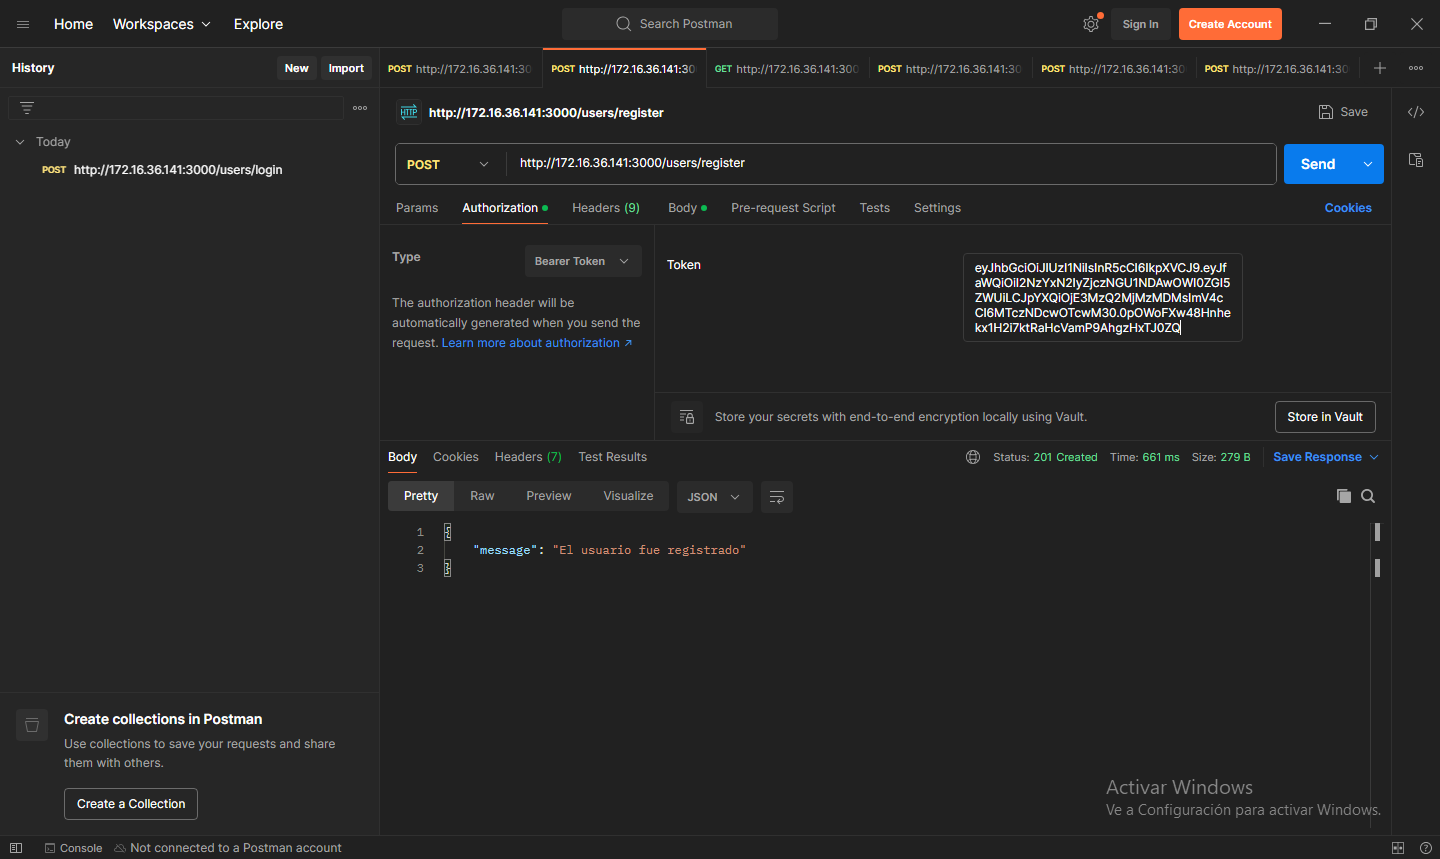 Home Workspaces Explore
Search Postman
Sign In Create Account
History New Import
POST http://172.16.36.141:30 POST http://172.16.36.141:30 GET http://172.16.36.141:300 POST http://172.16.36.141:30 POST http://172.16.36.141:30 POST http://172.16.36.141:30
Today
POST http://172.16.36.141:3000/users/login
HTTP http://172.16.36.141:3000/users/register Save
POST http://172.16.36.141:3000/users/register Send
Params Authorization Headers (9) Body Pre-request Script Tests Settings Cookies
Type Bearer Token
The authorization header will be
automatically generated when you send the
request. Learn more about authorization ↗
Token
eyJhbGciOiJIUzI1NiIsInR5cCI6IkpXVCJ9.eyJf
aWQiOiI2NzYxN2IyZjczNGU1NDAwOWI0ZGI5
ZWUiLCJpYXQiOjE3MzQ2MjMzMDMsImV4c
CI6MTczNDcwOTcwM30.0pOWoFXw48Hnhe
kx1H2i7ktRaHcVamP9AhgzHxTJ0ZQ
Store your secrets with end-to-end encryption locally using Vault. Store in Vault
Body Cookies Headers (7) Test Results Status: 201 Created Time: 661 ms Size: 279 B Save Response
Pretty Raw Preview Visualize JSON
1 {
2 "message": "El usuario fue registrado"
3 }
Create collections in Postman
Use collections to save your requests and share
them with others.
Create a Collection
Activar Windows
Ve a Configuración para activar Windows.
Console Not connected to a Postman account